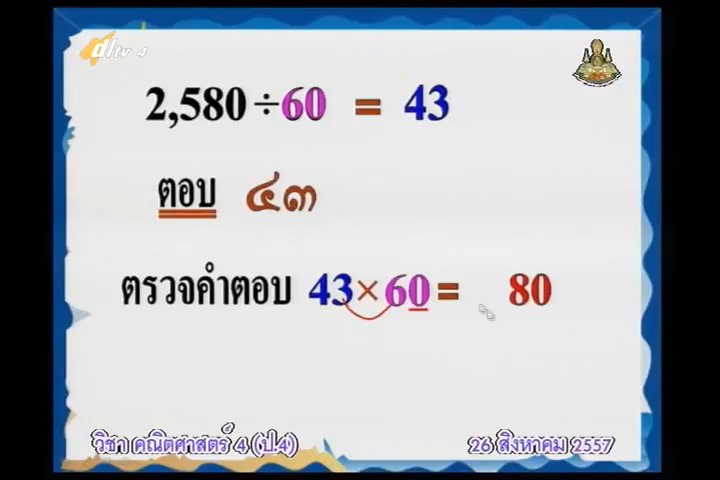 dltv 4
2,580 ÷ 60 = 43
ตอบ ๔๓
ตรวจคำตอบ 43 × 60 = 80
วิชา คณิตศาสตร์ 4 (ป.4)
26 สิงหาคม 2557